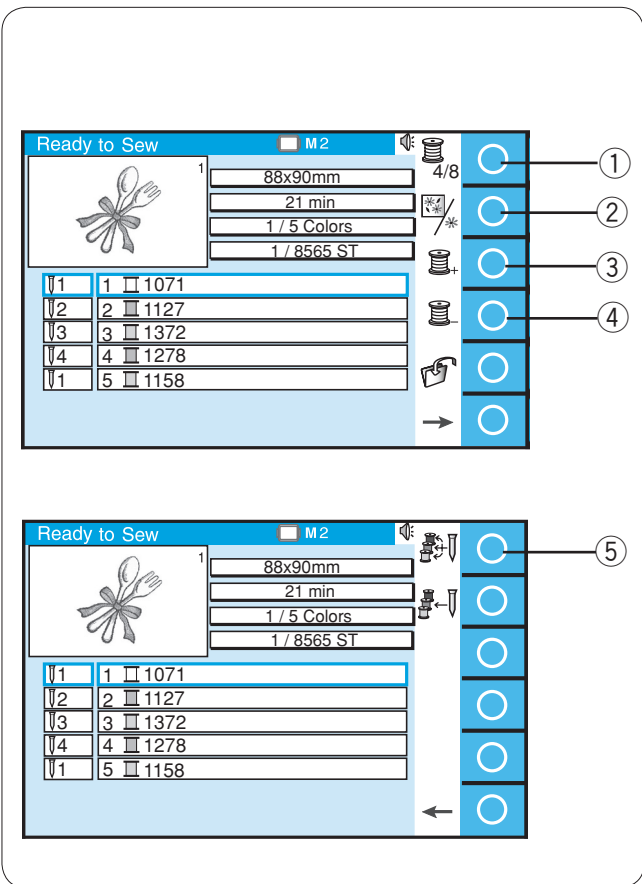 Ready to Sew M2
1
88x90mm
21 min
1 / 5 Colors
1 / 8565 ST
4/8
+
−
1 1 1071
2 2 1127
3 3 1372
4 4 1278
1 5 1158
①
②
③
④
Ready to Sew M2
1
88x90mm
21 min
1 / 5 Colors
1 / 8565 ST
1 1 1071
2 2 1127
3 3 1372
4 4 1278
1 5 1158
⑤